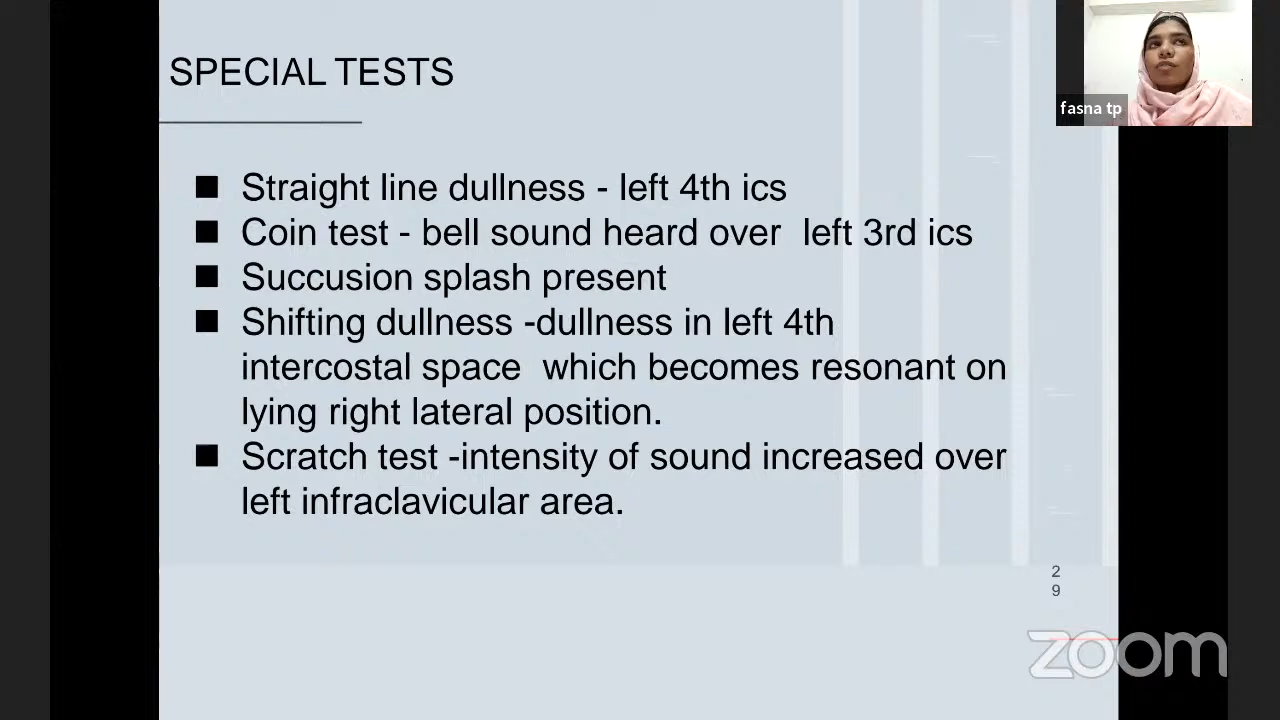 SPECIAL TESTS
fasna tp
Straight line dullness - left 4th ics
Coin test - bell sound heard over  left 3rd ics
Succusion splash present
Shifting dullness -dullness in left 4th
intercostal space  which becomes resonant on
lying right lateral position.
Scratch test -intensity of sound increased over
left infraclavicular area.
2
9
zoom